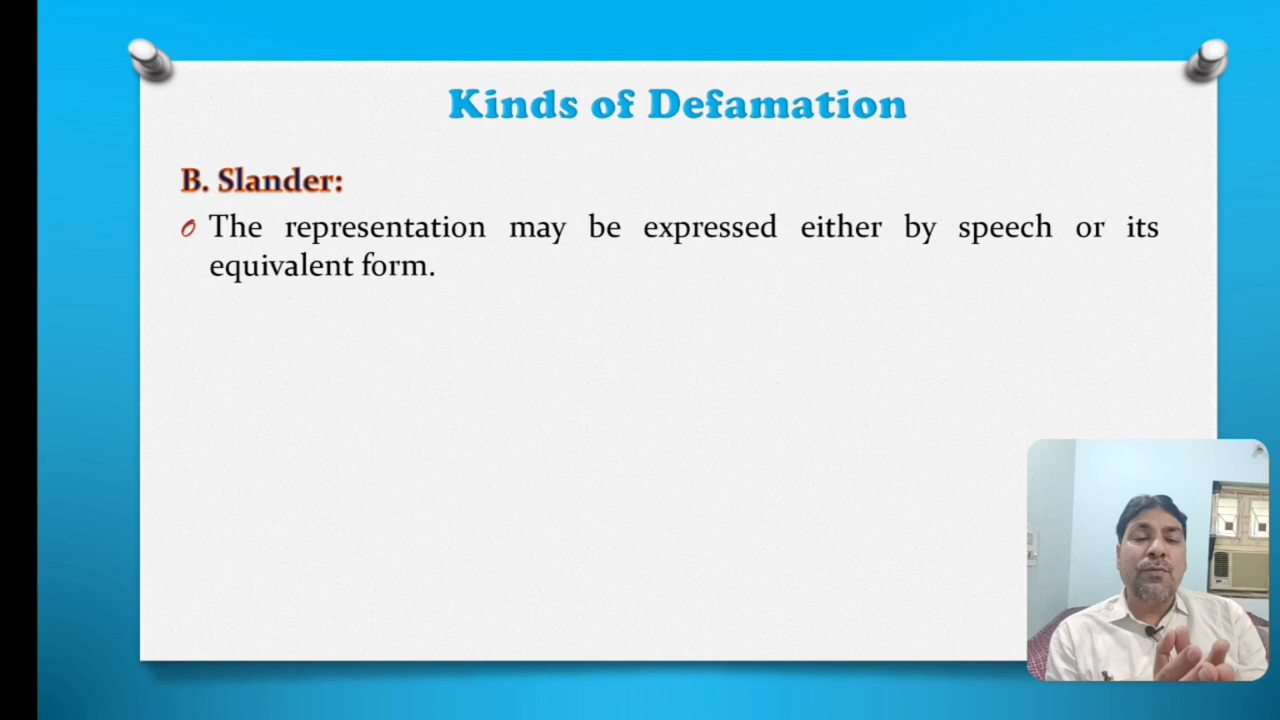 Kinds of Defamation
B. Slander:
The representation may be expressed either by speech or its
equivalent form.